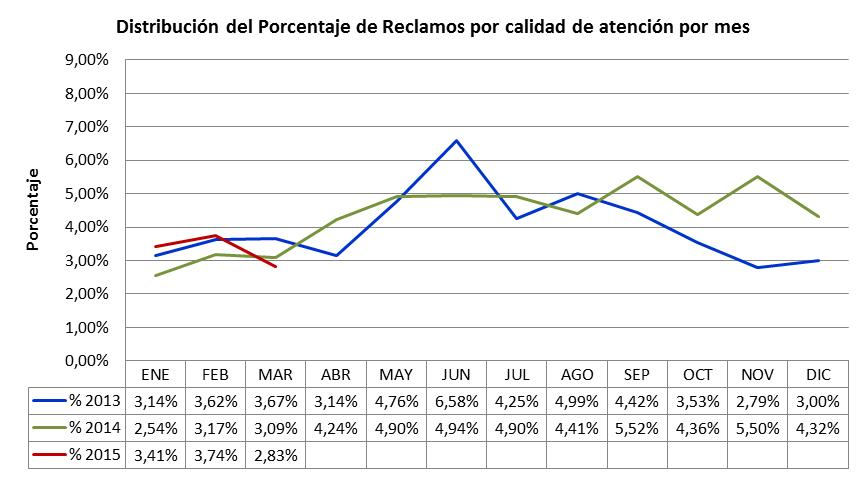 Distribución del Porcentaje de Reclamos por calidad de atención por mes
Porcentaje
9,00%
8,00%
7,00%
6,00%
5,00%
4,00%
3,00%
2,00%
1,00%
0,00%
ENE FEB MAR ABR MAY JUN JUL AGO SEP OCT NOV DIC
% 2013 3,14% 3,62% 3,67% 3,14% 4,76% 6,58% 4,25% 4,99% 4,42% 3,53% 2,79% 3,00%
% 2014 2,54% 3,17% 3,09% 4,24% 4,90% 4,94% 4,90% 4,41% 5,52% 4,36% 5,50% 4,32%
% 2015 3,41% 3,74% 2,83%